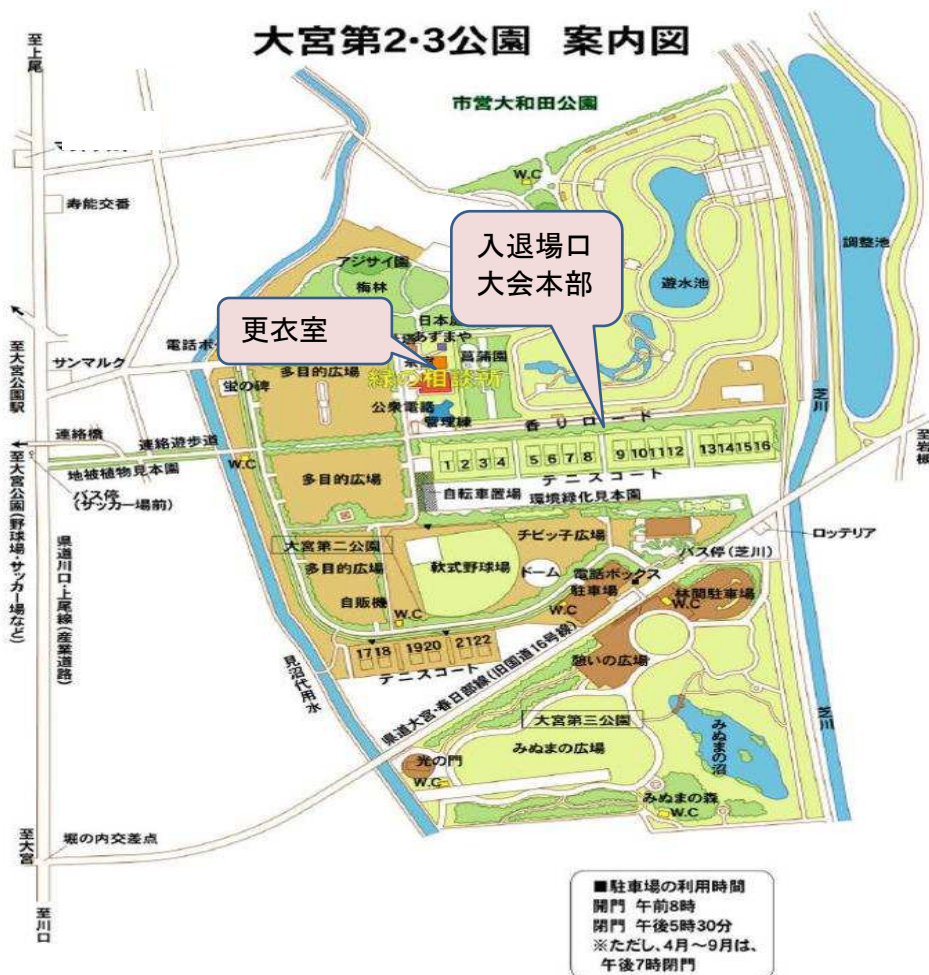 大宮第2・3公園 案内図
至上尾
市営大和田公園
W.C
寿能交番
入退場口
大会本部
調整池
アジサイ園
梅林
遊水池
更衣室
日本庭
あずまや
サンマルク
電話ボ
菖蒲園
緑の相談所
蛍の碑
多目的広場
至大宮公園駅
公衆電話
管理棟
香りロード
芝川
連絡橋
連絡遊歩道
至岩槻
地被植物見本園
W.C
1 2 3 4 5 6 7 8 9 10 11 12 13 14 15 16
テニスコート
バス停
(サッカー場前)
多目的広場
自転車置場
環境緑化見本園
至大宮公園(野球場・サッカー場など)
県道川口・上尾線(産業道路)
大宮第二公園
チビッ子広場
ロッテリア
多目的広場
軟式野球場
ドーム
電話ボックス
バス停(芝川)
駐車場
林間駐車場
自販機
W.C
W.C
W.C
17 18 19 20 21 22
テニスコート
憩いの広場
見沼代用水
県道大宮・春日部線(旧国道16号線)
大宮第三公園
みぬまの広場
みぬまの沼
芝川
光の門
W.C
みぬまの森
W.C
至大宮
堀の内交差点
至川口
■駐車場の利用時間
開門 午前8時
閉門 午後5時30分
※ただし、4月～9月は、
午後7時閉門